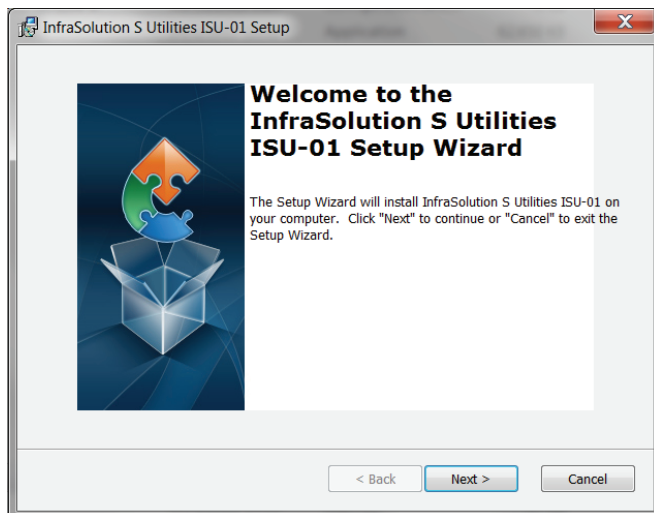 InfraSolution S Utilities ISU-01 Setup
Welcome to the
InfraSolution S Utilities
ISU-01 Setup Wizard
The Setup Wizard will install InfraSolution S Utilities ISU-01 on
your computer. Click "Next" to continue or "Cancel" to exit the
Setup Wizard.
< Back
Next >
Cancel